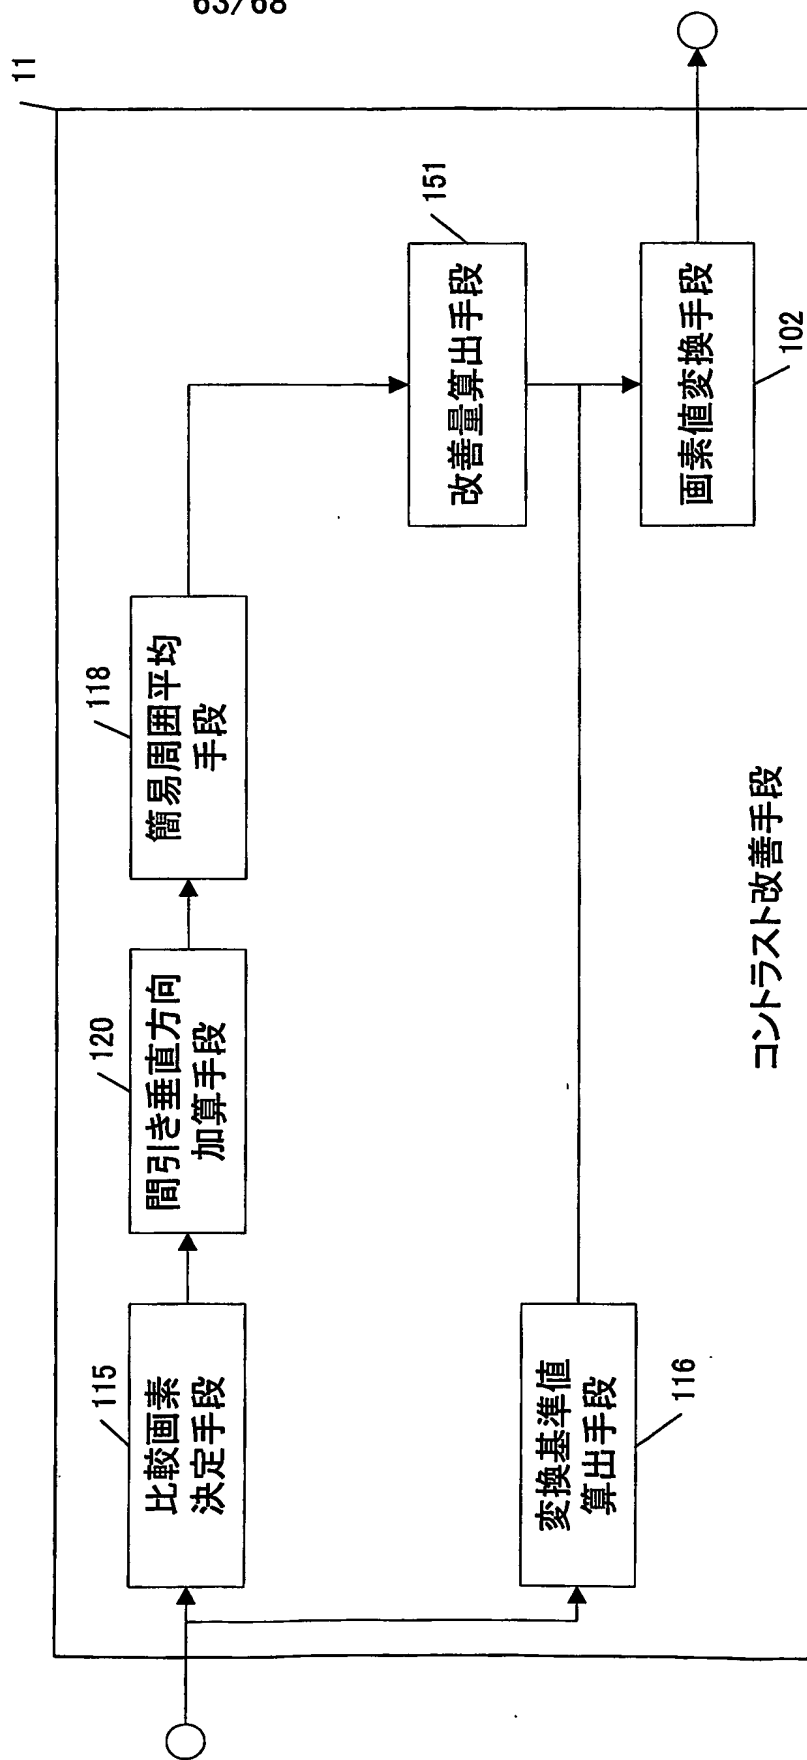 63/68
11
115
比較画素
決定手段
120
間引き垂直方向
加算手段
118
簡易周囲平均
手段
151
改善量算出手段
変換基準値
算出手段
116
画素値変換手段
102
コントラスト改善手段